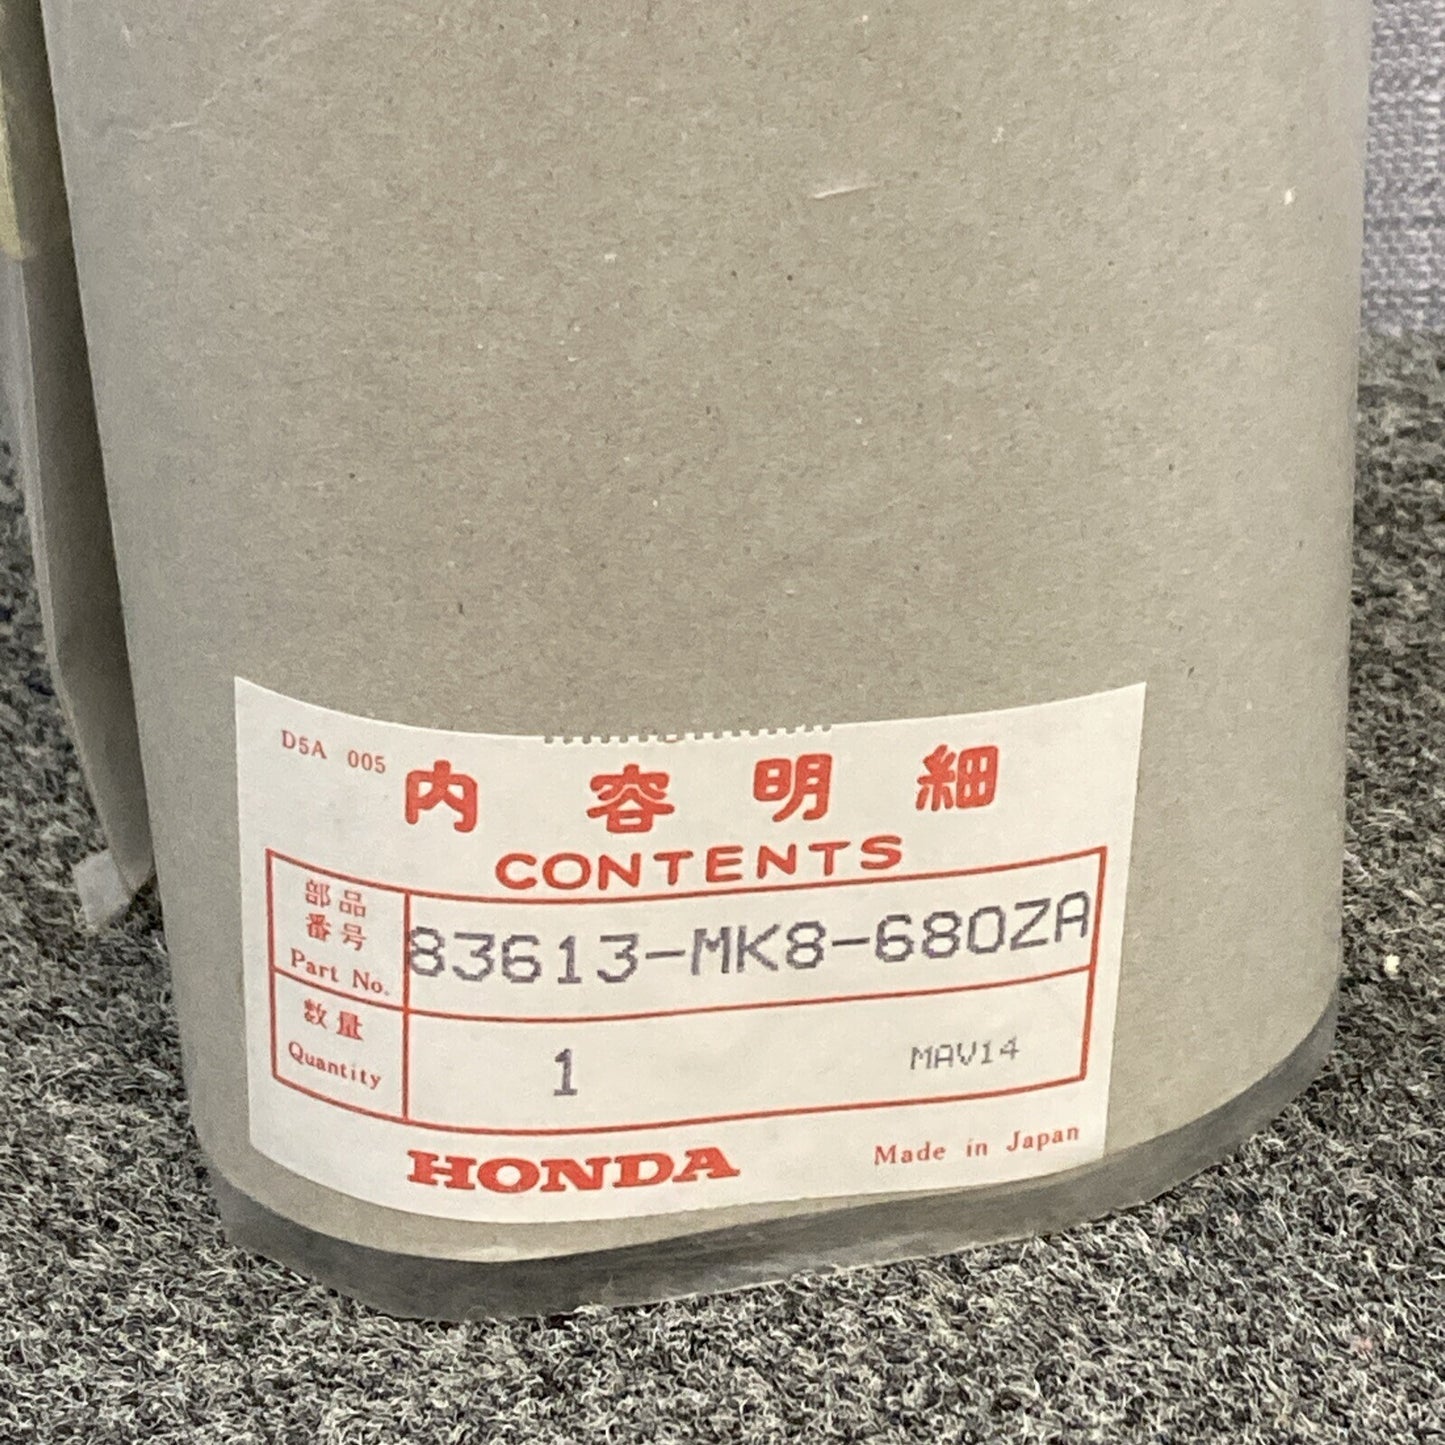 D5A 005
内容明細
CONTENTS
部品
番号
Part No.
83613-MK8-680ZA
数量
Quantity
1
MAV14
HONDA
Made in Japan